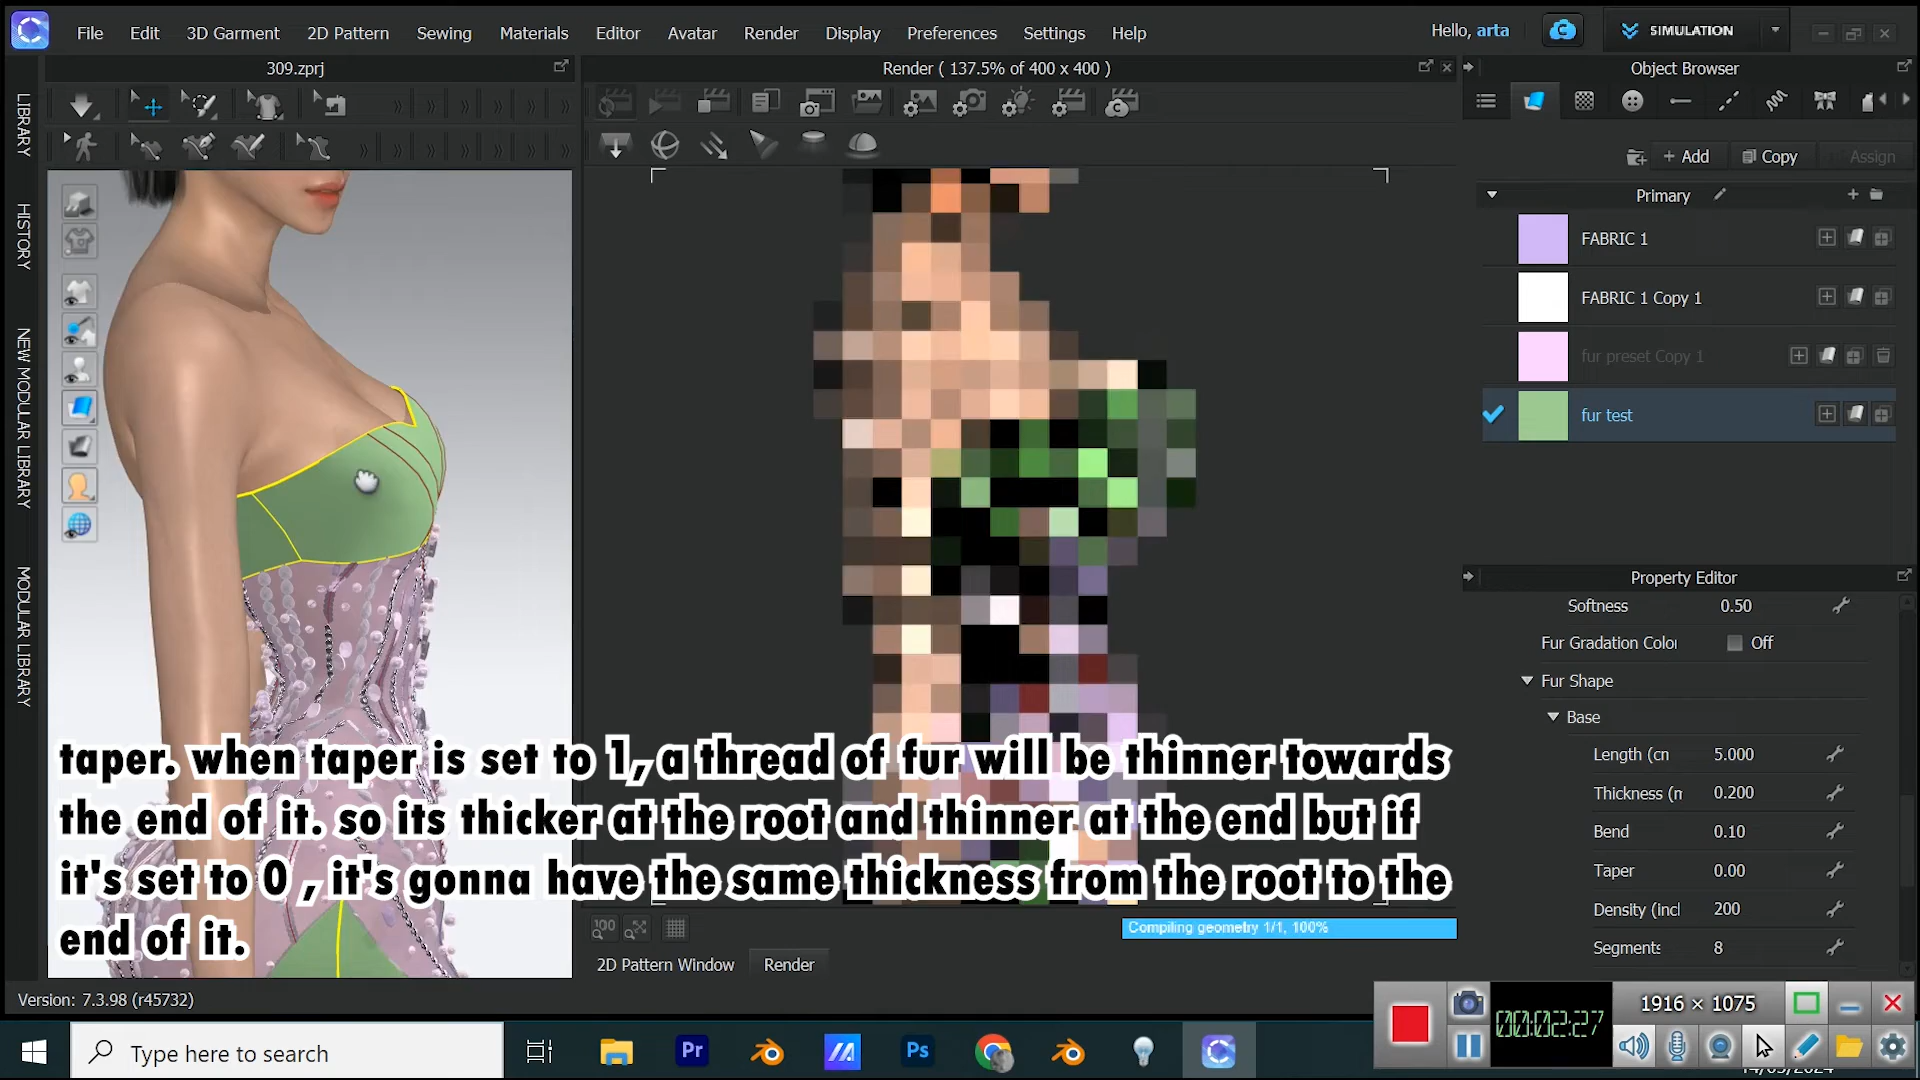 File Edit 3D Garment 2D Pattern Sewing Materials Editor Avatar Render Display Preferences Settings Help Hello, arta SIMULATION
309.zprj Render ( 137.5% of 400 x 400 ) Object Browser
LIBRARY
HISTORY
NEW MODULAR LIBRARY
MODULAR LIBRARY
+ Add Copy Assign
Primary
FABRIC 1
FABRIC 1 Copy 1
fur preset Copy 1
fur test
Property Editor
Softness 0.50
Fur Gradation Color Off
Fur Shape
Base
Length (cn 5.000
Thickness (n 0.200
Bend 0.10
Taper 0.00
Density (incl 200
Segments 8
taper. when taper is set to 1, a thread of fur will be thinner towards
the end of it. so its thicker at the root and thinner at the end but if
it's set to 0 , it's gonna have the same thickness from the root to the
end of it.
100
Compiling geometry 1/1, 100%
2D Pattern Window Render
Version: 7.3.98 (r45732)
1916 × 1075
00:02:27
Type here to search
Pr
Ps